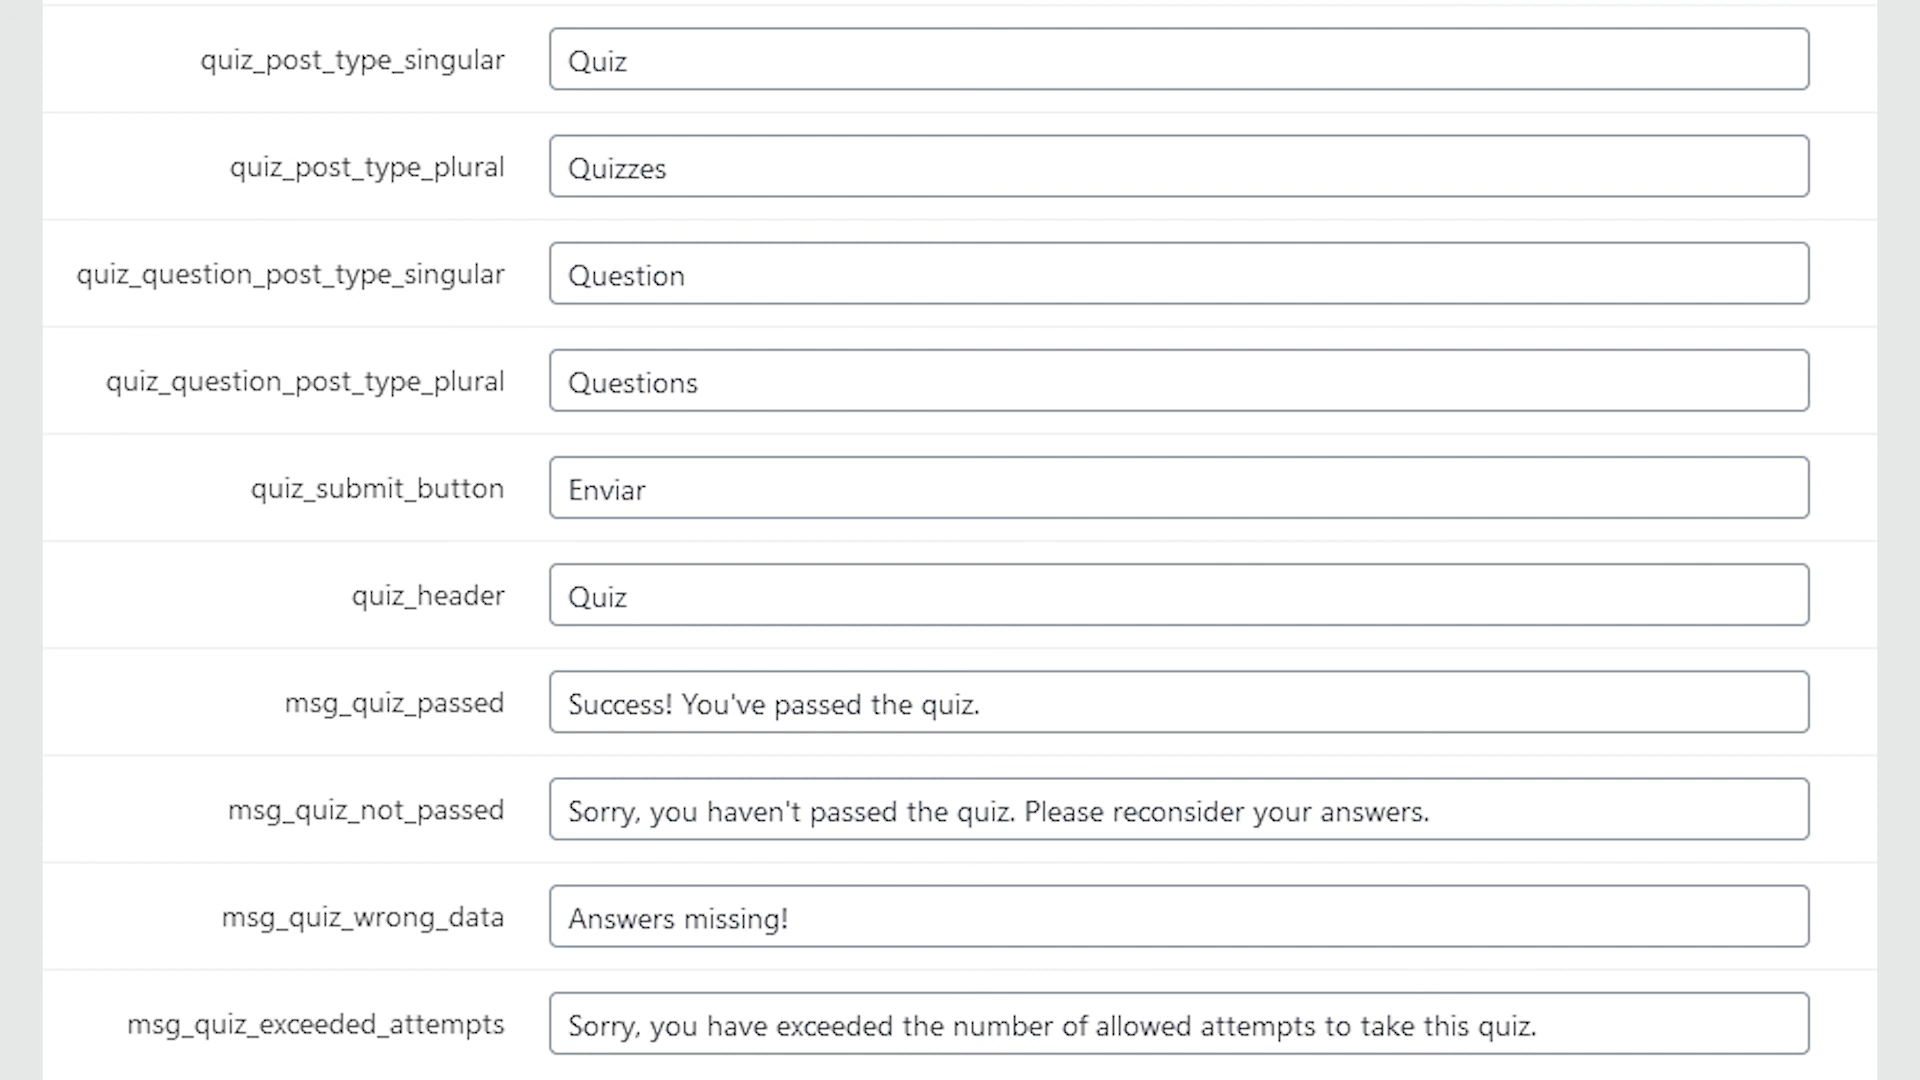 quiz_post_type_singular Quiz
quiz_post_type_plural Quizzes
quiz_question_post_type_singular Question
quiz_question_post_type_plural Questions
quiz_submit_button Enviar
quiz_header Quiz
msg_quiz_passed Success! You've passed the quiz.
msg_quiz_not_passed Sorry, you haven't passed the quiz. Please reconsider your answers.
msg_quiz_wrong_data Answers missing!
msg_quiz_exceeded_attempts Sorry, you have exceeded the number of allowed attempts to take this quiz.